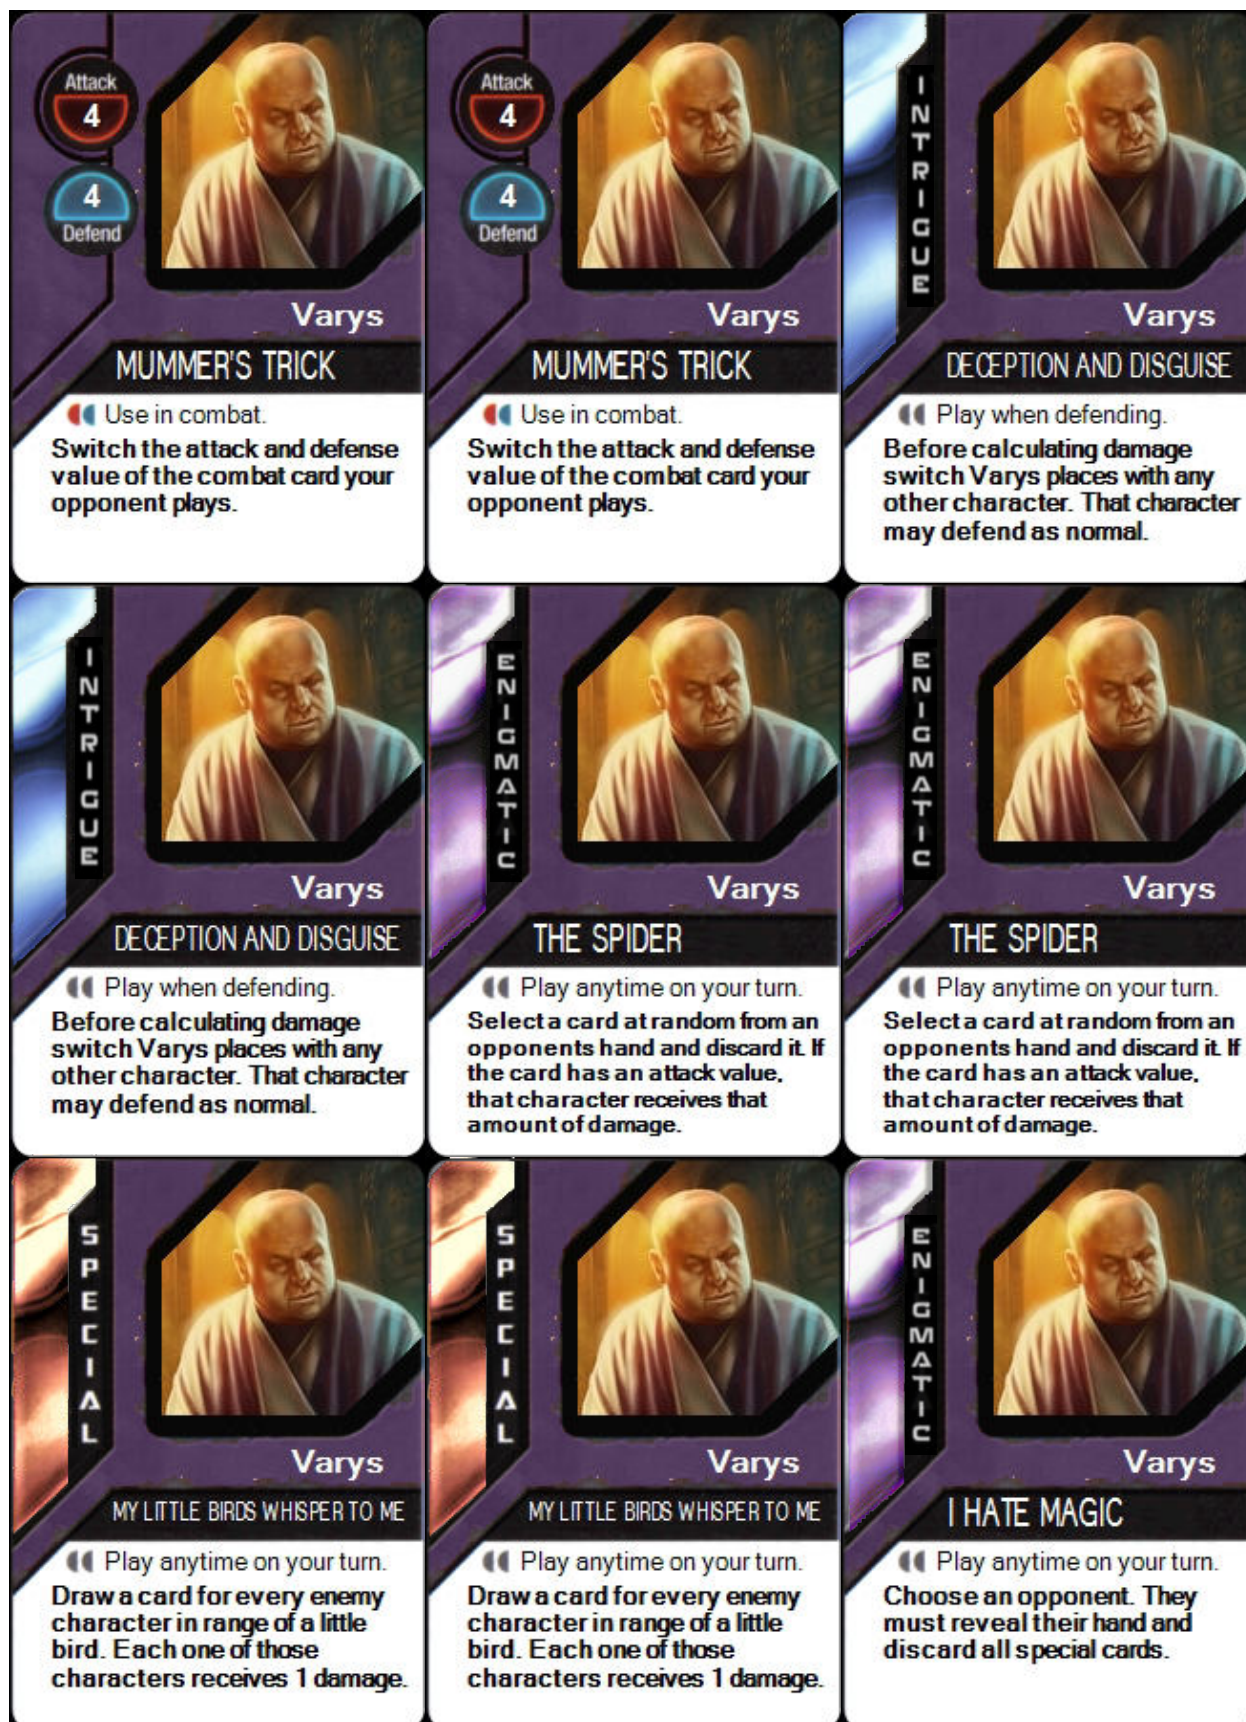 Attack
4
4
Defend
Varys
MUMMER'S TRICK
Use in combat.
Switch the attack and defense
value of the combat card your
opponent plays.
Attack
4
4
Defend
Varys
MUMMER'S TRICK
Use in combat.
Switch the attack and defense
value of the combat card your
opponent plays.
INTRIGUE
Varys
DECEPTION AND DISGUISE
Play when defending.
Before calculating damage
switch Varys places with any
other character. That character
may defend as normal.
INTRIGUE
Varys
DECEPTION AND DISGUISE
Play when defending.
Before calculating damage
switch Varys places with any
other character. That character
may defend as normal.
ENIGMATIC
Varys
THE SPIDER
Play anytime on your turn.
Select a card at random from an
opponents hand and discard it. If
the card has an attack value,
that character receives that
amount of damage.
ENIGMATIC
Varys
THE SPIDER
Play anytime on your turn.
Select a card at random from an
opponents hand and discard it. If
the card has an attack value,
that character receives that
amount of damage.
SPECIAL
Varys
MY LITTLE BIRDS WHISPER TO ME
Play anytime on your turn.
Draw a card for every enemy
character in range of a little
bird. Each one of those
characters receives 1 damage.
SPECIAL
Varys
MY LITTLE BIRDS WHISPER TO ME
Play anytime on your turn.
Draw a card for every enemy
character in range of a little
bird. Each one of those
characters receives 1 damage.
ENIGMATIC
Varys
I HATE MAGIC
Play anytime on your turn.
Choose an opponent. They
must reveal their hand and
discard all special cards.